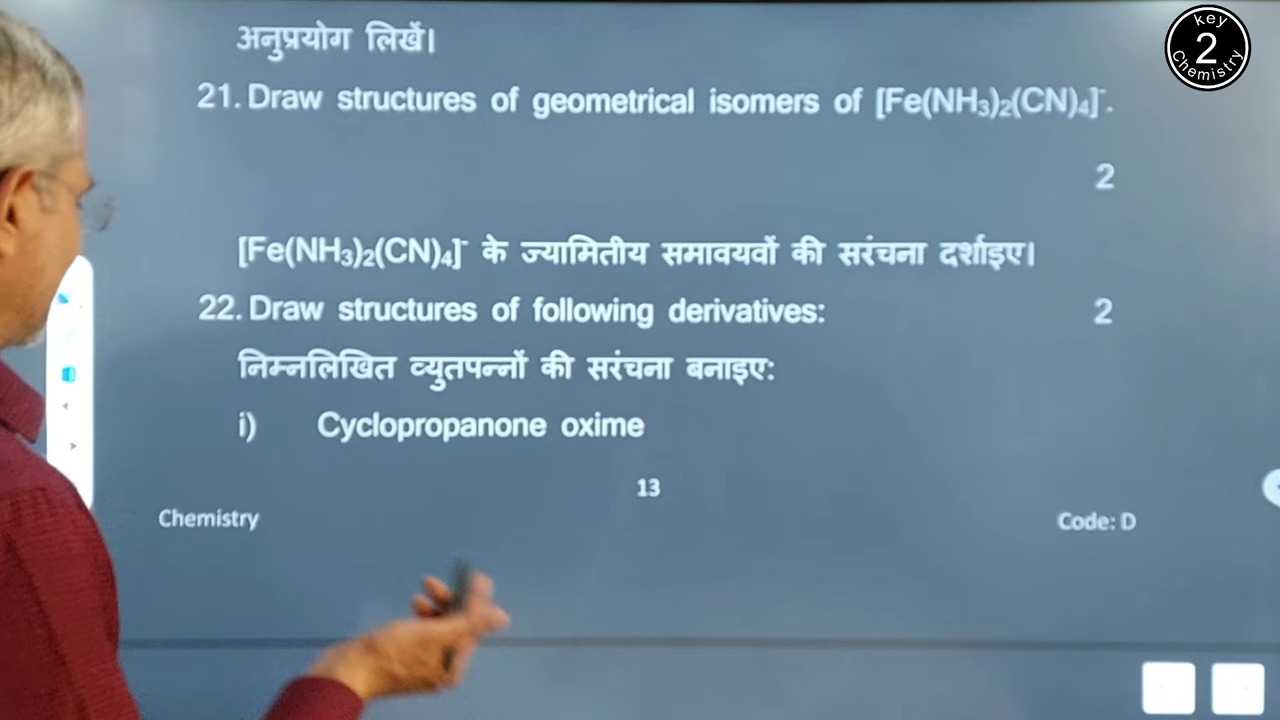 key
2
Chemistry
अनुप्रयोग लिखें।
21. Draw structures of geometrical isomers of [Fe(NH₃)₂(CN)₄]⁻.
2
[Fe(NH₃)₂(CN)₄]⁻ के ज्यामितीय समावयवों की सरंचना दर्शाइए।
22. Draw structures of following derivatives: 2
निम्नलिखित व्युतपन्नों की सरंचना बनाइए:
i) Cyclopropanone oxime
13
Chemistry Code: D